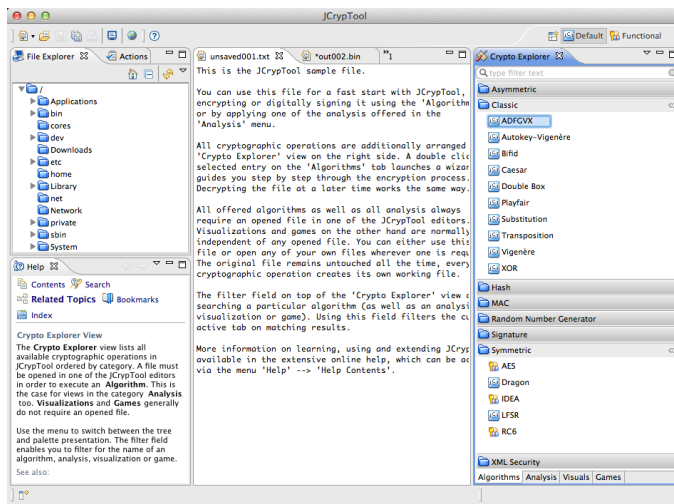 JCrypTool
Default
Functional
File Explorer
Actions
/
Applications
bin
cores
dev
Downloads
etc
home
Library
net
Network
private
sbin
System
Help
Contents
Search
Related Topics
Bookmarks
Index
Crypto Explorer View
The Crypto Explorer view lists all
available cryptographic operations in
JCrypTool ordered by category. A file must
be opened in one of the JCrypTool editors
in order to execute an Algorithm. This is
the case for views in the category Analysis
too. Visualizations and Games generally
do not require an opened file.
Use the menu to switch between the tree
and palette presentation. The filter field
enables you to filter for the name of an
algorithm, analysis, visualization or game.
See also:
unsaved001.txt
*out002.bin
»1
This is the JCrypTool sample file.
You can use this file for a fast start with JCrypTool,
encrypting or digitally signing it using the 'Algorithm
or by applying one of the analysis offered in the
'Analysis' menu.
All cryptographic operations are additionally arranged
'Crypto Explorer' view on the right side. A double clic
selected entry on the 'Algorithms' tab launches a wizar
guides you step by step through the encryption process.
Decrypting the file at a later time works the same way.
All offered algorithms as well as all analysis always
require an opened file in one of the JCrypTool editors.
Visualizations and games on the other hand are normally
independent of any opened file. You can either use this
file or open any of your own files wherever one is requ
The original file remains untouched all the time, every
cryptographic operation creates its own working file.
The filter field on top of the 'Crypto Explorer' view
searching a particular algorithm (as well as an analysi
visualization or game). Using this field filters the cu
active tab on matching results.
More information on learning, using and extending JCryp
available in the extensive online help, which can be ac
via the menu 'Help' --> 'Help Contents'.
Crypto Explorer
type filter text
Asymmetric
Classic
ADFGVX
Autokey-Vigenère
Bifid
Caesar
Double Box
Playfair
Substitution
Transposition
Vigenère
XOR
Hash
MAC
Random Number Generator
Signature
Symmetric
AES
Dragon
IDEA
LFSR
RC6
XML Security
Algorithms
Analysis
Visuals
Games